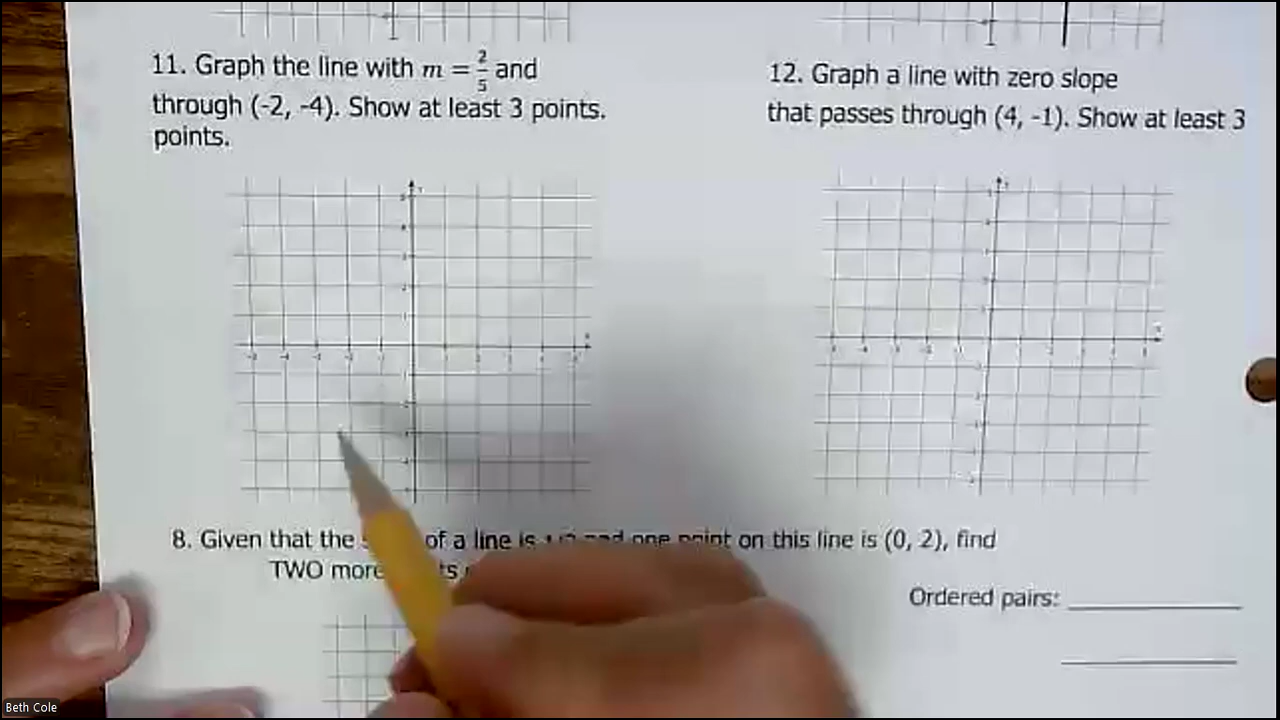 11. Graph the line with m = 2/5 and
through (-2, -4). Show at least 3 points.
points.
12. Graph a line with zero slope
that passes through (4, -1). Show at least 3
8. Given that the of a line is one point on this line is (0, 2), find
TWO more
Ordered pairs:
Beth Cole